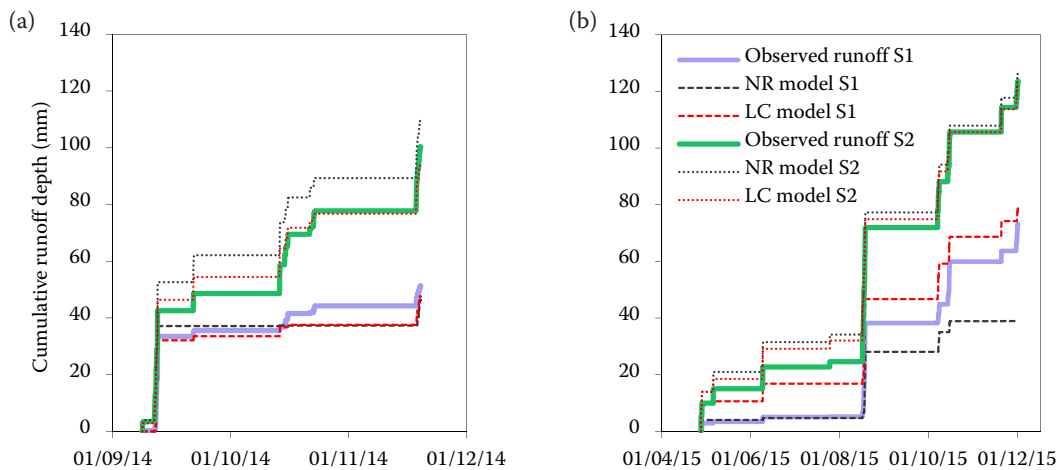 (a)
140
120
100
80
60
40
20
0
Cumulative runoff depth (mm)
01/09/14 01/10/14 01/11/14 01/12/14
(b)
140
120
100
80
60
40
20
0
Observed runoff S1
NR model S1
LC model S1
Observed runoff S2
NR model S2
LC model S2
01/04/15 01/06/15 01/08/15 01/10/15 01/12/15